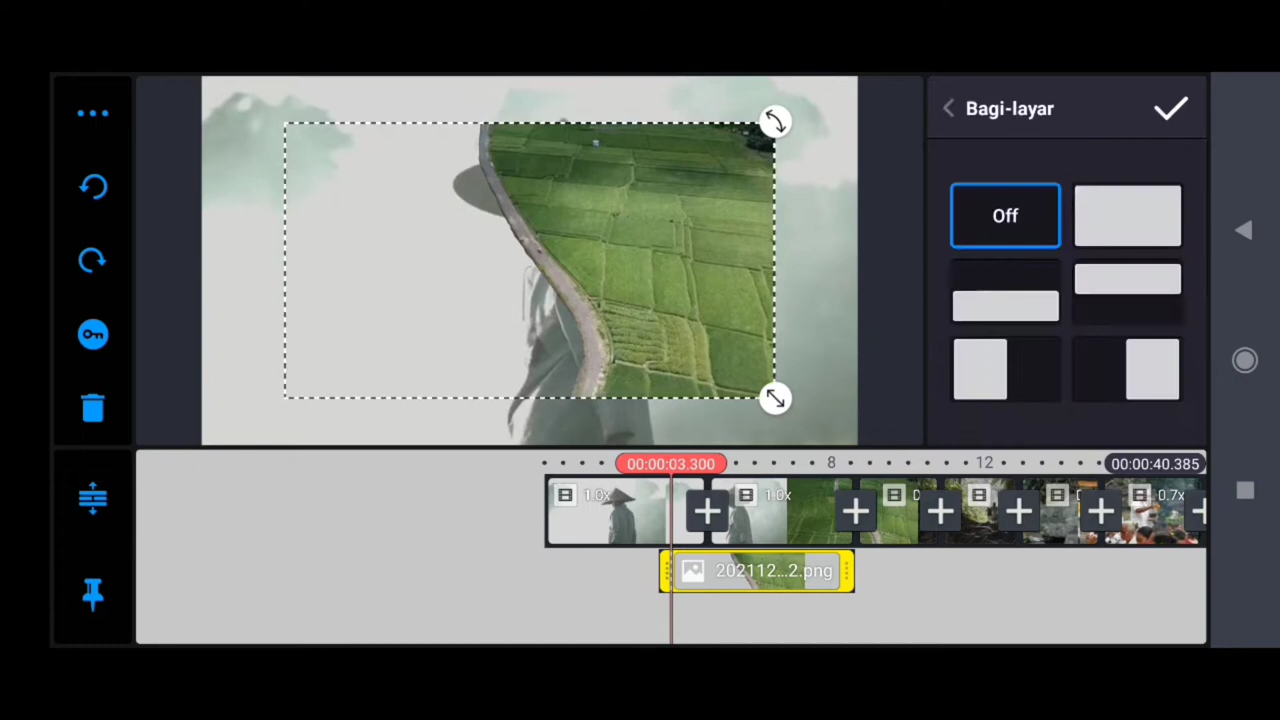 Bagi-layar
Off
00:00:03.300
8
12
00:00:40.385
1.0x
1.0x
0.7x
202112...2.png